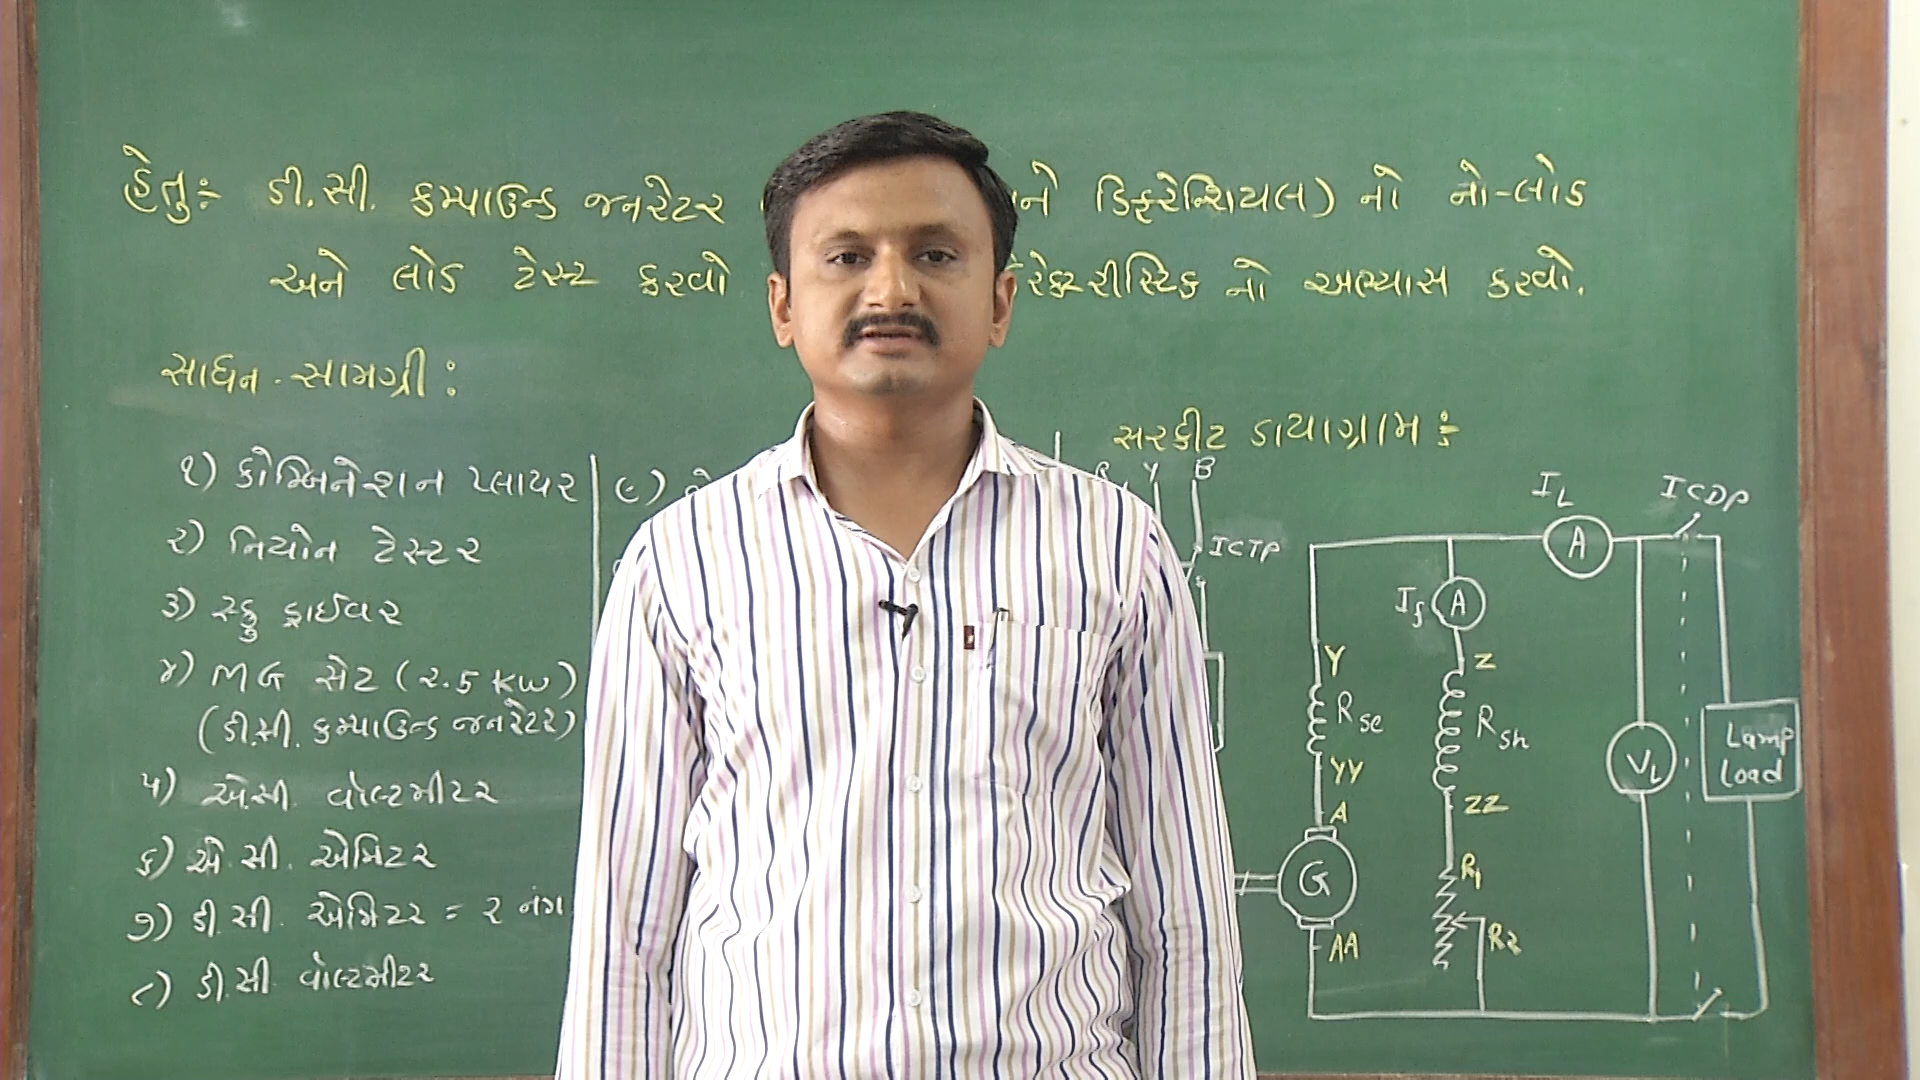 હેતુઃ- ડી.સી. કમ્પાઉન્ડ જનરેટર ને ડિફરેન્શિયલ) નો નો-લોડ
અને લોડ ટેસ્ટ કરવો રેક્ટરીસ્ટિક નો અભ્યાસ કરવો.
સાધન-સામગ્રી:
૧) કોમ્બિનેશન પ્લાયર
૨) નિયોન ટેસ્ટર
૩) સ્ક્રુ ડ્રાઈવર
૪) MG સેટ (૨.૫ KW)
(ડી.સી. કમ્પાઉન્ડ જનરેટર)
૫) એ.સી. વોલ્ટમીટર
૬) એ.સી. એમિટર
૭) ડી.સી. એમિટર = ૨ નંગ
૮) ડી.સી વોલ્ટમીટર
૯)
સરકીટ ડાયાગ્રામઃ-
R Y B
ICTP
IL
A
ICDP
If
A
Y
Rse
YY
A
G
AA
Z
Rsh
ZZ
R1
R2
VL
Lamp
Load